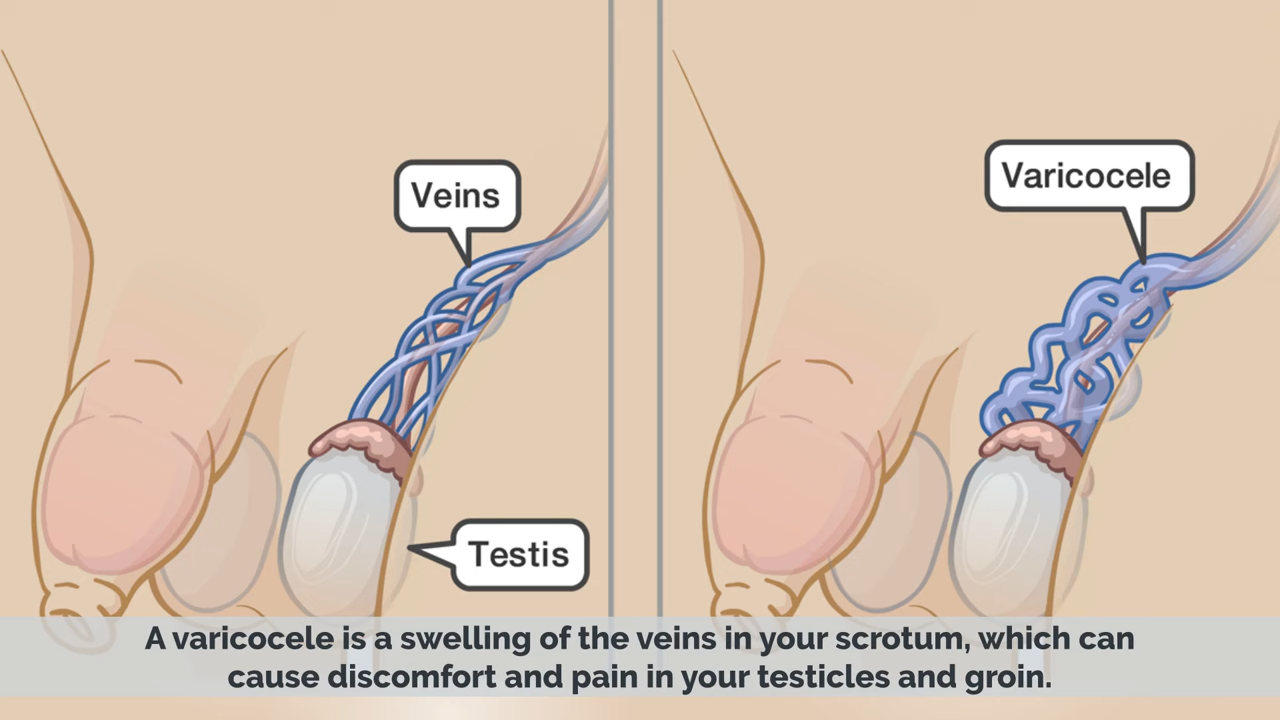 Veins
Testis
Varicocele
A varicocele is a swelling of the veins in your scrotum, which can
cause discomfort and pain in your testicles and groin.